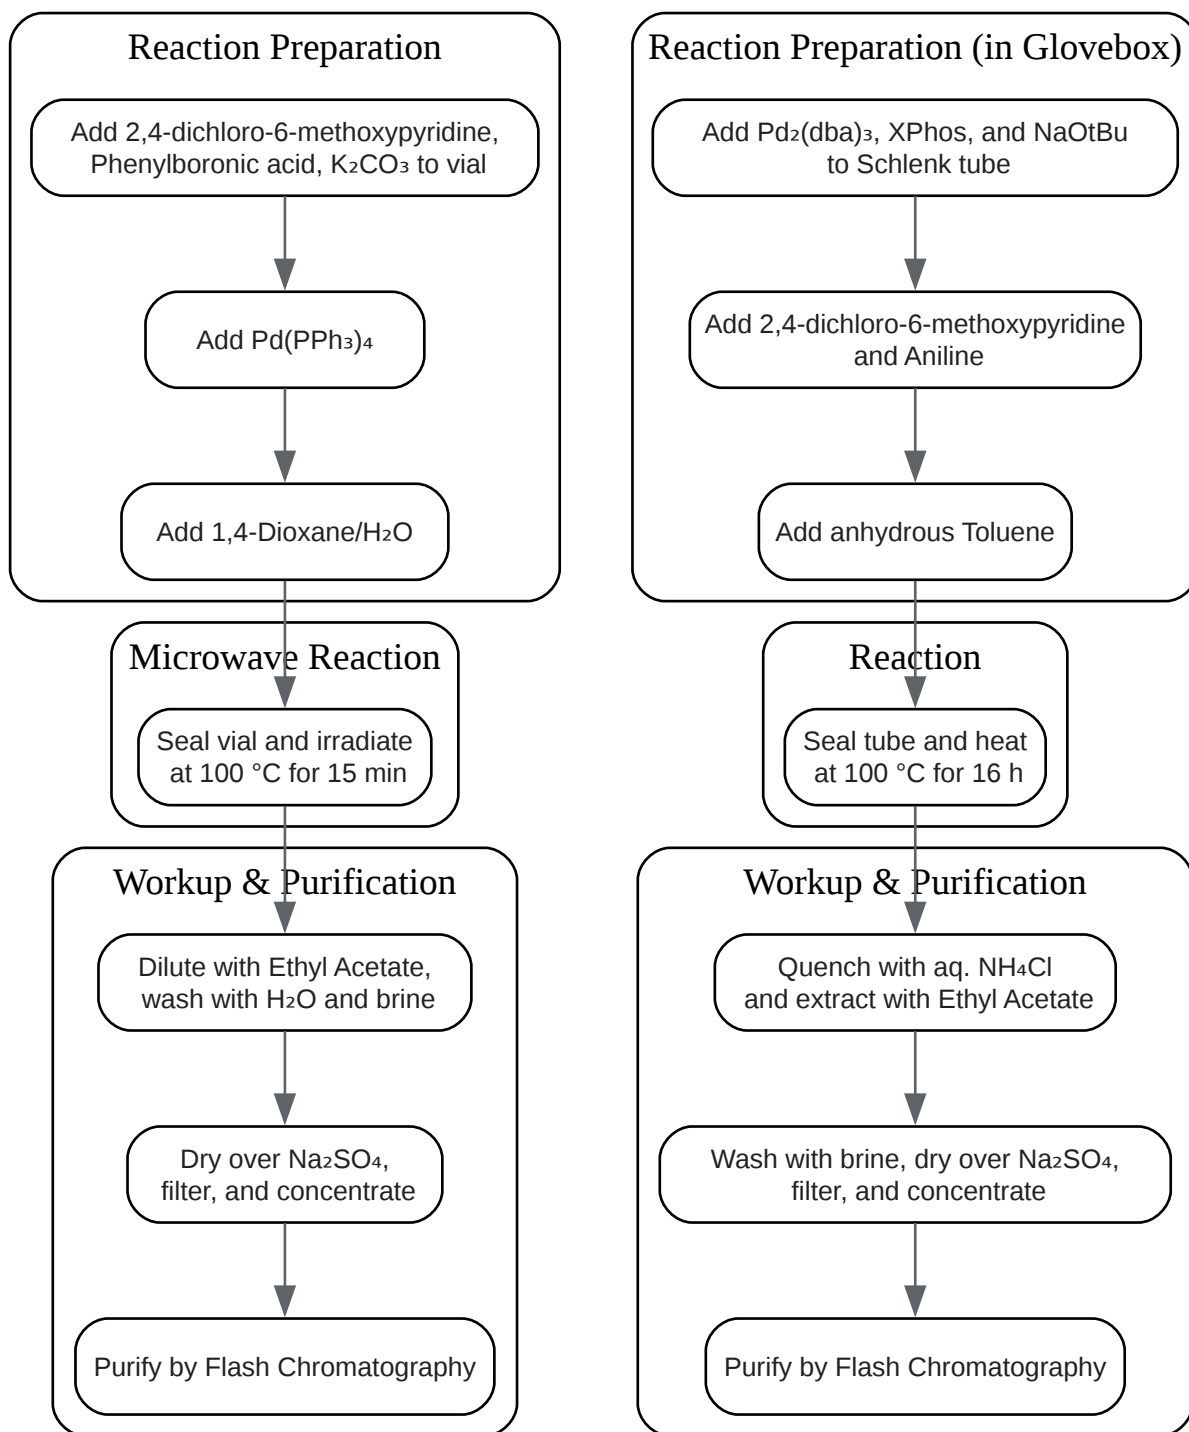 Reaction Preparation
Add 2,4-dichloro-6-methoxypyridine,
Phenylboronic acid, K₂CO₃ to vial
Add Pd(PPh₃)₄
Add 1,4-Dioxane/H₂O
Microwave Reaction
Seal vial and irradiate
at 100 °C for 15 min
Workup & Purification
Dilute with Ethyl Acetate,
wash with H₂O and brine
Dry over Na₂SO₄,
filter, and concentrate
Purify by Flash Chromatography
Reaction Preparation (in Glovebox)
Add Pd₂(dba)₃, XPhos, and NaOtBu
to Schlenk tube
Add 2,4-dichloro-6-methoxypyridine
and Aniline
Add anhydrous Toluene
Reaction
Seal tube and heat
at 100 °C for 16 h
Workup & Purification
Quench with aq. NH₄Cl
and extract with Ethyl Acetate
Wash with brine, dry over Na₂SO₄,
filter, and concentrate
Purify by Flash Chromatography